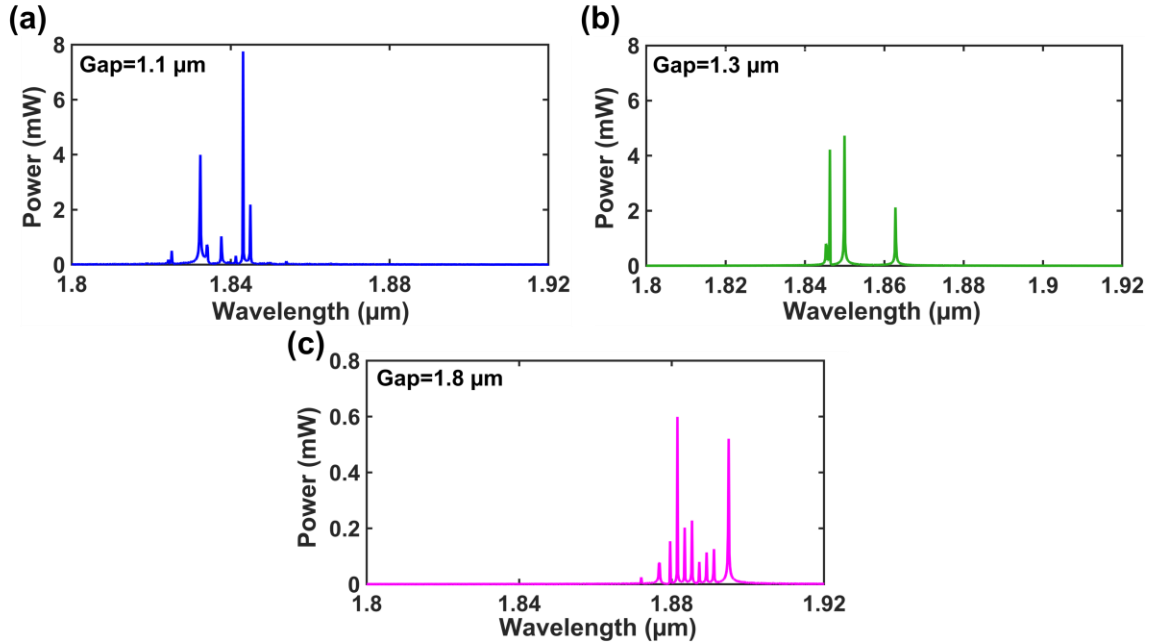 (a)
Gap=1.1 µm
Power (mW)
8
6
4
2
0
1.8
1.84
1.88
1.92
Wavelength (µm)
(b)
Gap=1.3 µm
Power (mW)
8
6
4
2
0
1.8
1.82
1.84
1.86
1.88
1.9
1.92
Wavelength (µm)
(c)
Gap=1.8 µm
Power (mW)
0.8
0.6
0.4
0.2
0
1.8
1.84
1.88
1.92
Wavelength (µm)